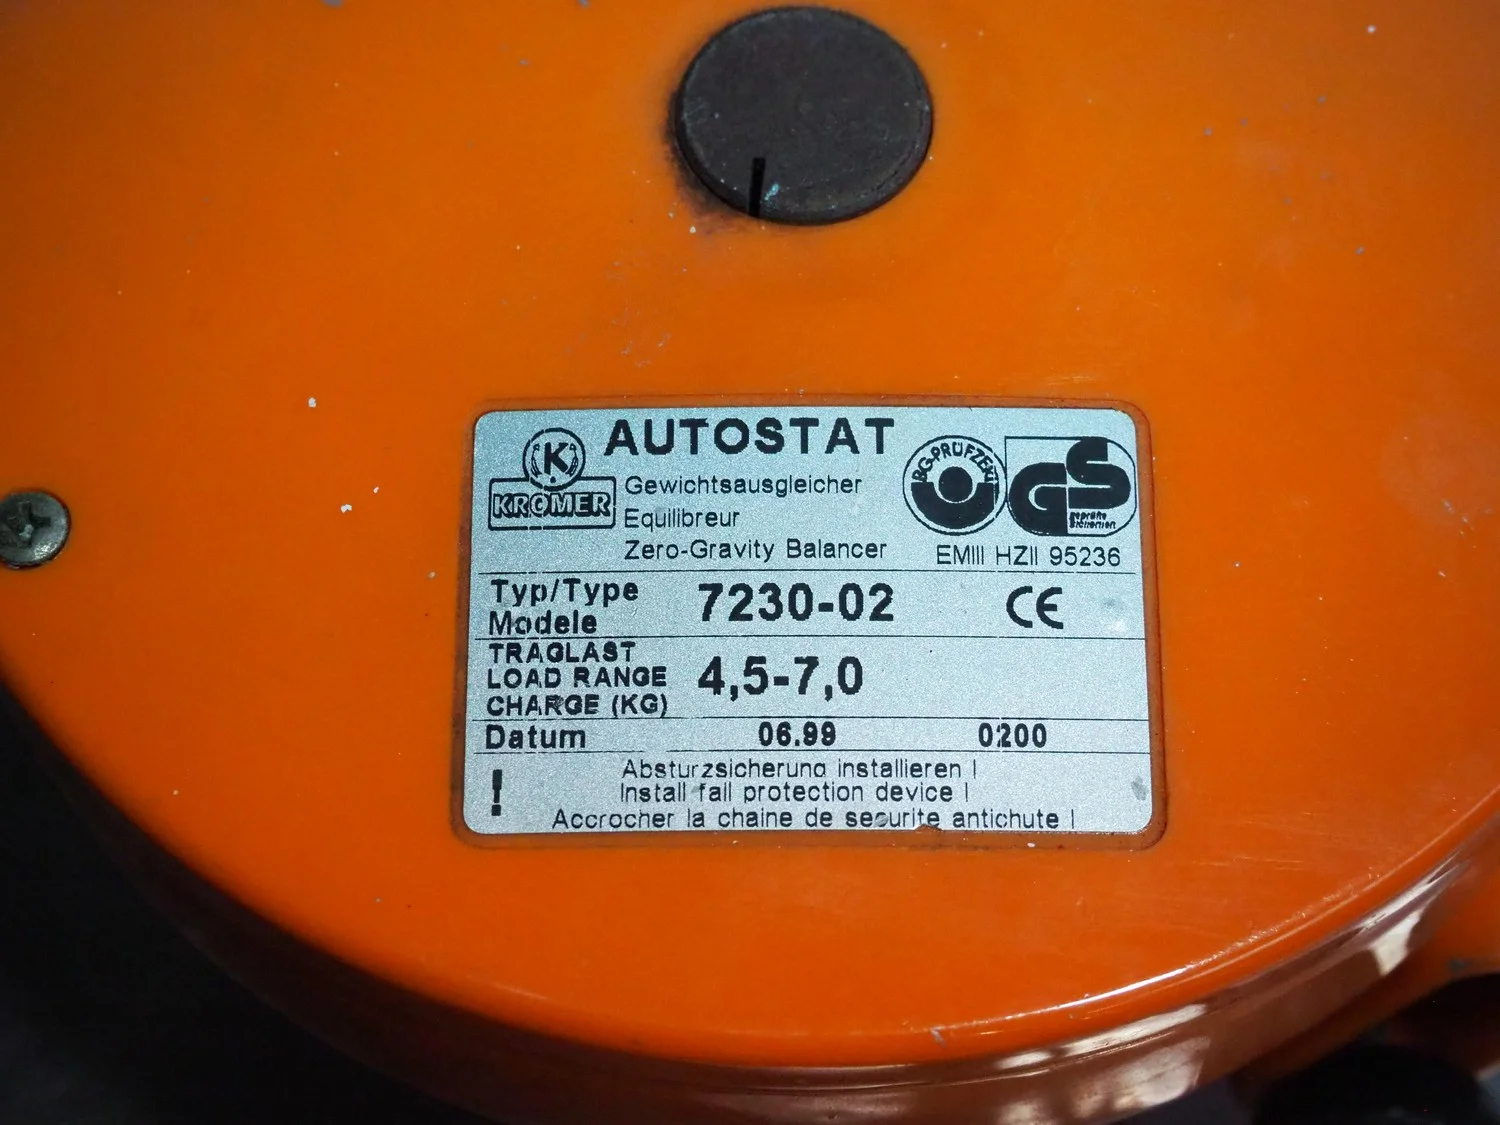 AUTOSTAT
K
KROMER
Gewichtsausgleicher
Equilibreur
Zero-Gravity Balancer
BG-PRÜFZERT
GS
geprüfte
Sicherheit
EMIII HZII 95236
Typ/Type
Modele
7230-02
CE
TRAGLAST
LOAD RANGE
CHARGE (KG)
4,5-7,0
Datum 06.99 0200
! Absturzsicherung installieren !
Install fall protection device !
Accrocher la chaine de securite antichute !